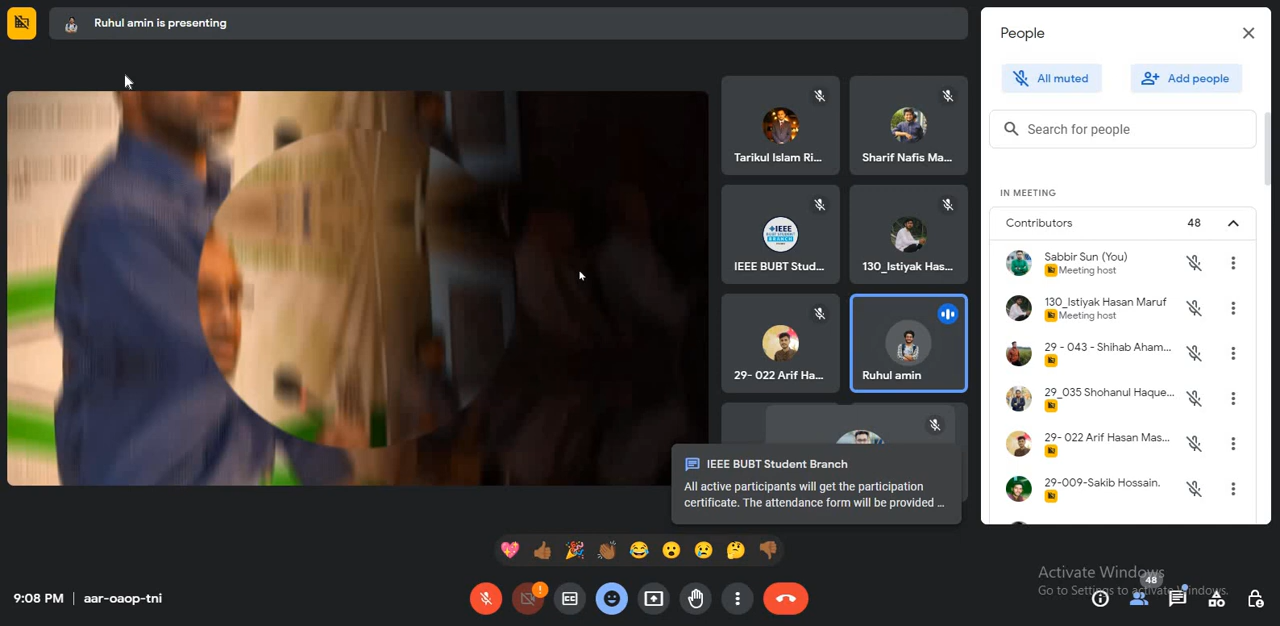 Ruhul amin is presenting
Tarikul Islam Ri...
Sharif Nafis Ma...
+IEEE
BUBT STUDENT
BRANCH
IEEE BUBT Stud...
130_Istiyak Has...
29- 022 Arif Ha...
Ruhul amin
IEEE BUBT Student Branch
All active participants will get the participation
certificate. The attendance form will be provided ...
9:08 PM | aar-oaop-tni
People
All muted
Add people
Search for people
IN MEETING
Contributors 48
Sabbir Sun (You)
Meeting host
130_Istiyak Hasan Maruf
Meeting host
29 - 043 - Shihab Aham...
29_035 Shohanul Haque...
29- 022 Arif Hasan Mas...
29-009-Sakib Hossain.
Activate Windows
Go to Settings to activate Windows.
48